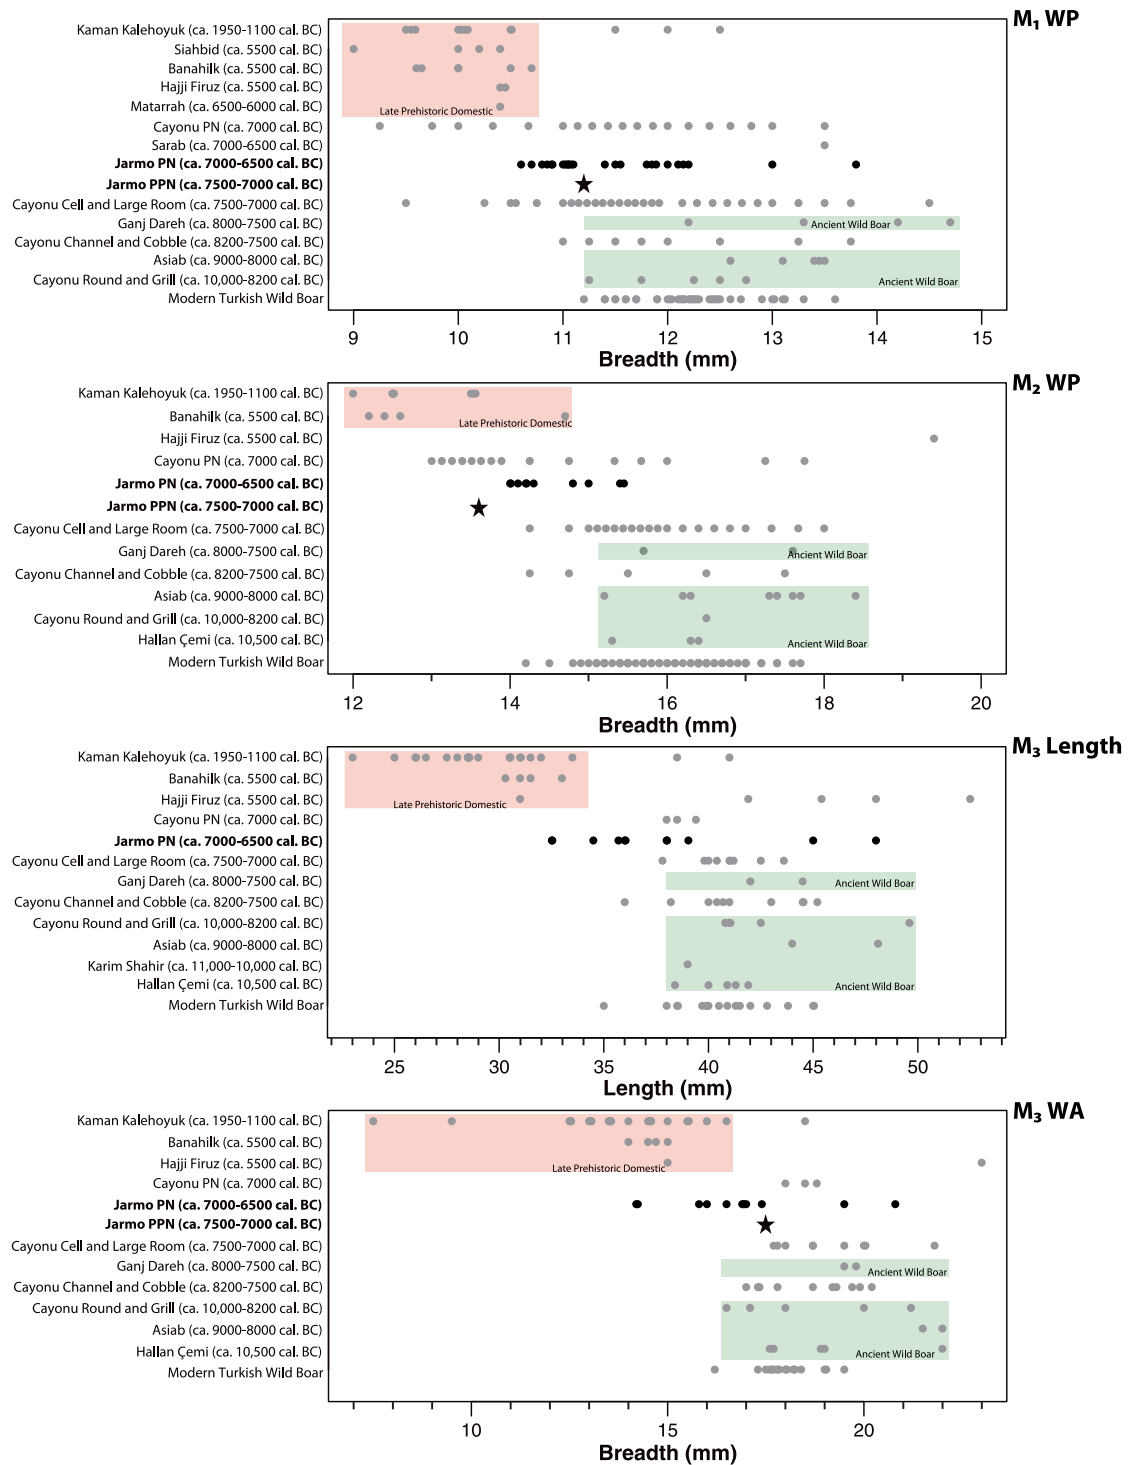 M1 WP
Kaman Kalehoyuk (ca. 1950-1100 cal. BC)
Siahbid (ca. 5500 cal. BC)
Banahilk (ca. 5500 cal. BC)
Hajji Firuz (ca. 5500 cal. BC)
Matarrah (ca. 6500-6000 cal. BC)
Late Prehistoric Domestic
Cayonu PN (ca. 7000 cal. BC)
Sarab (ca. 7000-6500 cal. BC)
Jarmo PN (ca. 7000-6500 cal. BC)
Jarmo PPN (ca. 7500-7000 cal. BC)
Cayonu Cell and Large Room (ca. 7500-7000 cal. BC)
Ganj Dareh (ca. 8000-7500 cal. BC)
Ancient Wild Boar
Cayonu Channel and Cobble (ca. 8200-7500 cal. BC)
Asiab (ca. 9000-8000 cal. BC)
Cayonu Round and Grill (ca. 10,000-8200 cal. BC)
Ancient Wild Boar
Modern Turkish Wild Boar
9 10 11 12 13 14 15
Breadth (mm)
M2 WP
Kaman Kalehoyuk (ca. 1950-1100 cal. BC)
Banahilk (ca. 5500 cal. BC)
Late Prehistoric Domestic
Hajji Firuz (ca. 5500 cal. BC)
Cayonu PN (ca. 7000 cal. BC)
Jarmo PN (ca. 7000-6500 cal. BC)
Jarmo PPN (ca. 7500-7000 cal. BC)
Cayonu Cell and Large Room (ca. 7500-7000 cal. BC)
Ganj Dareh (ca. 8000-7500 cal. BC)
Ancient Wild Boar
Cayonu Channel and Cobble (ca. 8200-7500 cal. BC)
Asiab (ca. 9000-8000 cal. BC)
Cayonu Round and Grill (ca. 10,000-8200 cal. BC)
Hallan Çemi (ca. 10,500 cal. BC)
Ancient Wild Boar
Modern Turkish Wild Boar
12 14 16 18 20
Breadth (mm)
M3 Length
Kaman Kalehoyuk (ca. 1950-1100 cal. BC)
Banahilk (ca. 5500 cal. BC)
Hajji Firuz (ca. 5500 cal. BC)
Late Prehistoric Domestic
Cayonu PN (ca. 7000 cal. BC)
Jarmo PN (ca. 7000-6500 cal. BC)
Cayonu Cell and Large Room (ca. 7500-7000 cal. BC)
Ganj Dareh (ca. 8000-7500 cal. BC)
Ancient Wild Boar
Cayonu Channel and Cobble (ca. 8200-7500 cal. BC)
Cayonu Round and Grill (ca. 10,000-8200 cal. BC)
Asiab (ca. 9000-8000 cal. BC)
Karim Shahir (ca. 11,000-10,000 cal. BC)
Hallan Çemi (ca. 10,500 cal. BC)
Ancient Wild Boar
Modern Turkish Wild Boar
25 30 35 40 45 50
Length (mm)
M3 WA
Kaman Kalehoyuk (ca. 1950-1100 cal. BC)
Banahilk (ca. 5500 cal. BC)
Hajji Firuz (ca. 5500 cal. BC)
Late Prehistoric Domestic
Cayonu PN (ca. 7000 cal. BC)
Jarmo PN (ca. 7000-6500 cal. BC)
Jarmo PPN (ca. 7500-7000 cal. BC)
Cayonu Cell and Large Room (ca. 7500-7000 cal. BC)
Ganj Dareh (ca. 8000-7500 cal. BC)
Ancient Wild Boar
Cayonu Channel and Cobble (ca. 8200-7500 cal. BC)
Cayonu Round and Grill (ca. 10,000-8200 cal. BC)
Asiab (ca. 9000-8000 cal. BC)
Hallan Çemi (ca. 10,500 cal. BC)
Ancient Wild Boar
Modern Turkish Wild Boar
10 15 20
Breadth (mm)